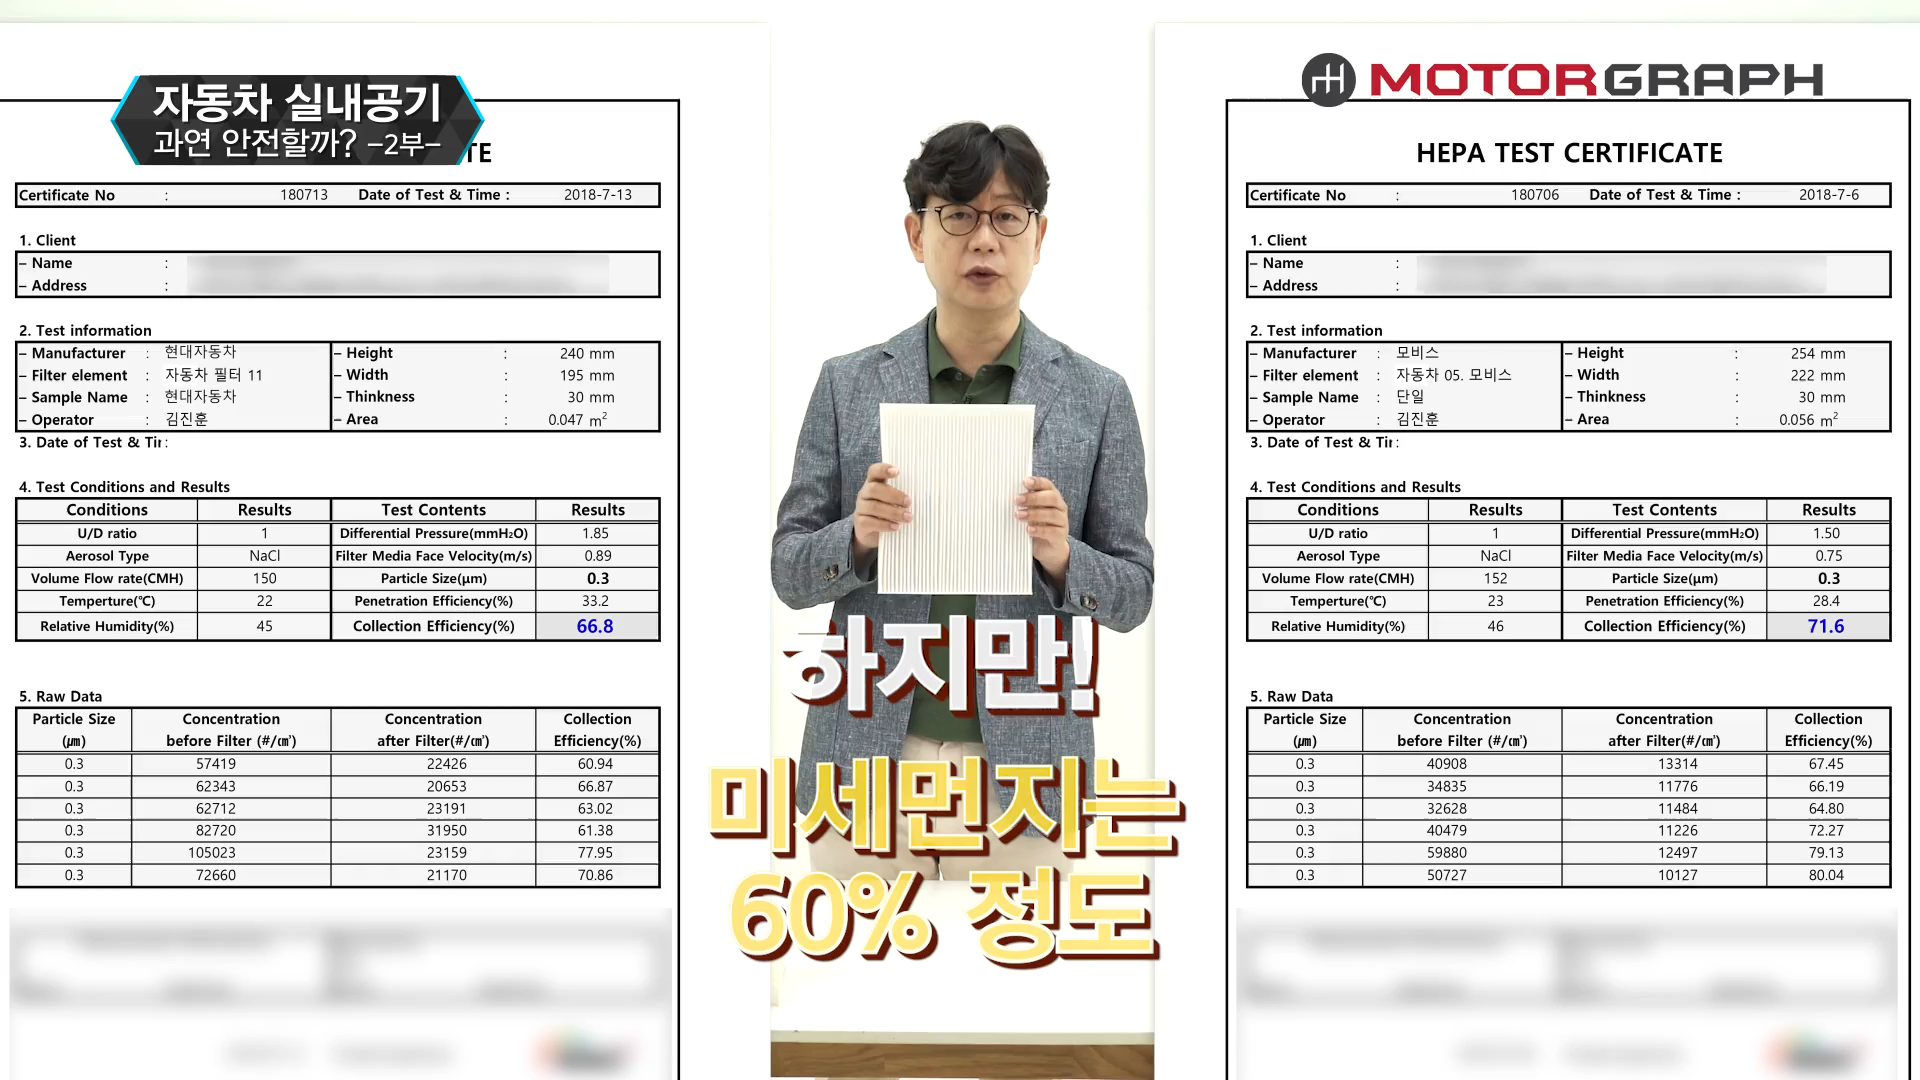 자동차 실내공기
과연 안전할까? -2부-
TE
Certificate No : 180713 Date of Test & Time : 2018-7-13
1. Client
- Name :
- Address :
2. Test information
- Manufacturer : 현대자동차 - Height : 240 mm
- Filter element : 자동차 필터 11 - Width : 195 mm
- Sample Name : 현대자동차 - Thinkness : 30 mm
- Operator : 김진훈 - Area : 0.047 m²
3. Date of Test & Tir :
4. Test Conditions and Results
Conditions Results Test Contents Results
U/D ratio 1 Differential Pressure(mmH₂O) 1.85
Aerosol Type NaCl Filter Media Face Velocity(m/s) 0.89
Volume Flow rate(CMH) 150 Particle Size(μm) 0.3
Temperture(℃) 22 Penetration Efficiency(%) 33.2
Relative Humidity(%) 45 Collection Efficiency(%) 66.8
5. Raw Data
Particle Size Concentration Concentration Collection
(㎛) before Filter (#/㎤) after Filter(#/㎤) Efficiency(%)
0.3 57419 22426 60.94
0.3 62343 20653 66.87
0.3 62712 23191 63.02
0.3 82720 31950 61.38
0.3 105023 23159 77.95
0.3 72660 21170 70.86
하지만!
미세먼지는
60% 정도
MOTORGRAPH
HEPA TEST CERTIFICATE
Certificate No : 180706 Date of Test & Time : 2018-7-6
1. Client
- Name :
- Address :
2. Test information
- Manufacturer : 모비스 - Height : 254 mm
- Filter element : 자동차 05. 모비스 - Width : 222 mm
- Sample Name : 단일 - Thinkness : 30 mm
- Operator : 김진훈 - Area : 0.056 m²
3. Date of Test & Tir :
4. Test Conditions and Results
Conditions Results Test Contents Results
U/D ratio 1 Differential Pressure(mmH₂O) 1.50
Aerosol Type NaCl Filter Media Face Velocity(m/s) 0.75
Volume Flow rate(CMH) 152 Particle Size(μm) 0.3
Temperture(℃) 23 Penetration Efficiency(%) 28.4
Relative Humidity(%) 46 Collection Efficiency(%) 71.6
5. Raw Data
Particle Size Concentration Concentration Collection
(㎛) before Filter (#/㎤) after Filter(#/㎤) Efficiency(%)
0.3 40908 13314 67.45
0.3 34835 11776 66.19
0.3 32628 11484 64.80
0.3 40479 11226 72.27
0.3 59880 12497 79.13
0.3 50727 10127 80.04